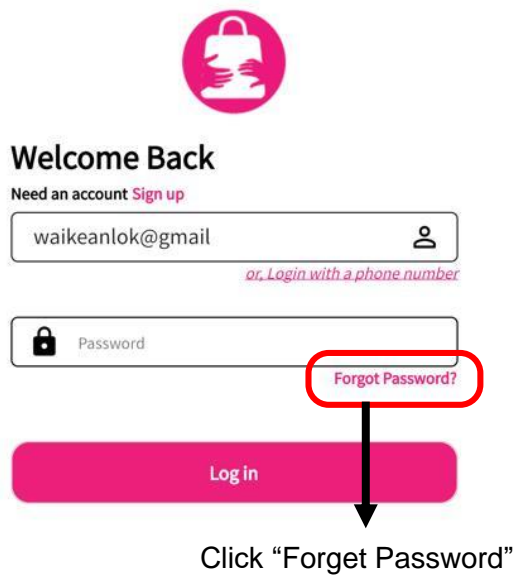 Welcome Back
Need an account Sign up
waikeanlok@gmail
or, Login with a phone number
Password
Forgot Password?
Log in
Click “Forget Password”